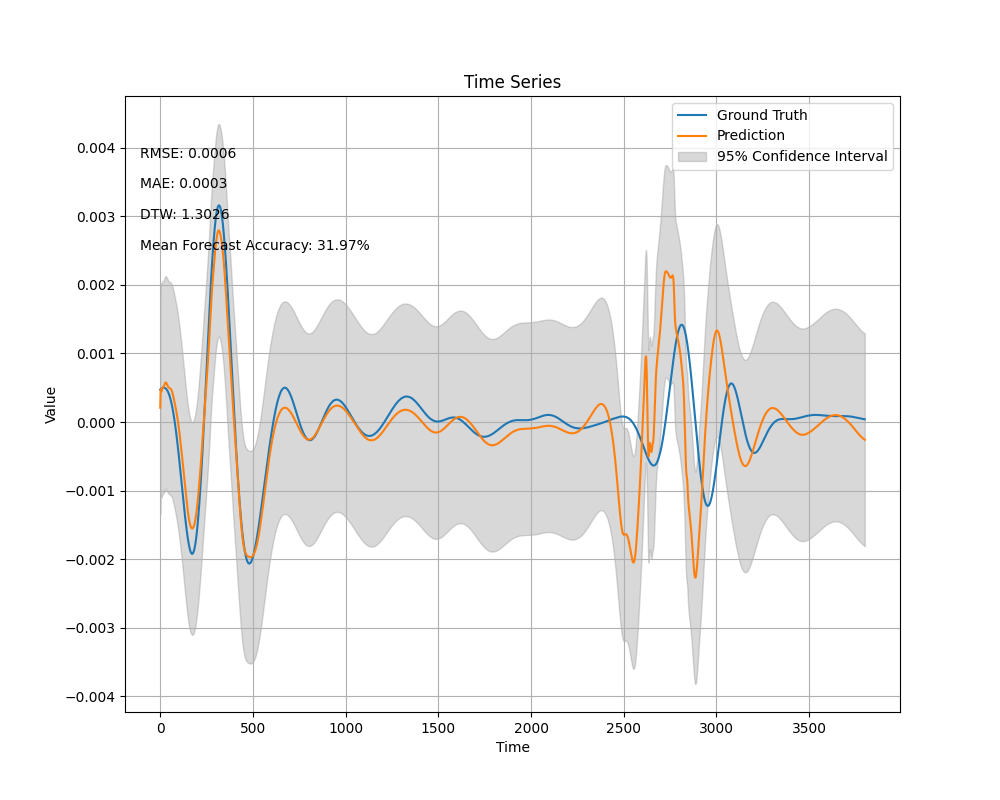 Time Series
Ground Truth
Prediction
95% Confidence Interval
RMSE: 0.0006
MAE: 0.0003
DTW: 1.3026
Mean Forecast Accuracy: 31.97%
0.004
0.003
0.002
0.001
0.000
−0.001
−0.002
−0.003
−0.004
Value
0 500 1000 1500 2000 2500 3000 3500
Time